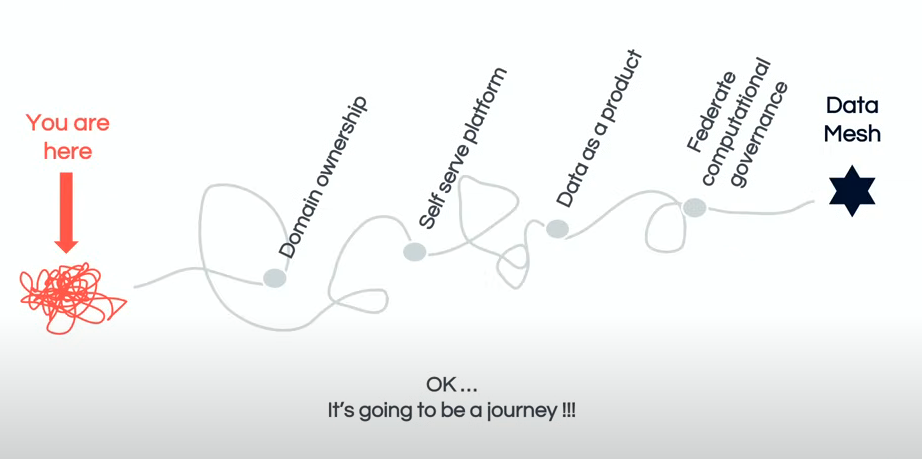 You are
here
Domain ownership
Self serve platform
Data as a product
Federate
computational
governance
Data
Mesh
OK ...
It's going to be a journey !!!